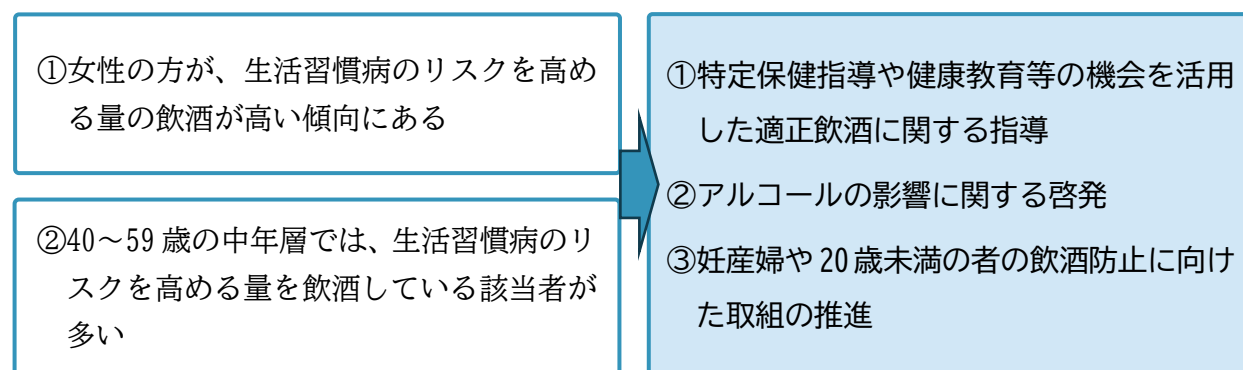 ①女性の方が、生活習慣病のリスクを高め
る量の飲酒が高い傾向にある
②40～59歳の中年層では、生活習慣病のリ
スクを高める量を飲酒している該当者が
多い
①特定保健指導や健康教育等の機会を活用
した適正飲酒に関する指導
②アルコールの影響に関する啓発
③妊産婦や20歳未満の者の飲酒防止に向け
た取組の推進